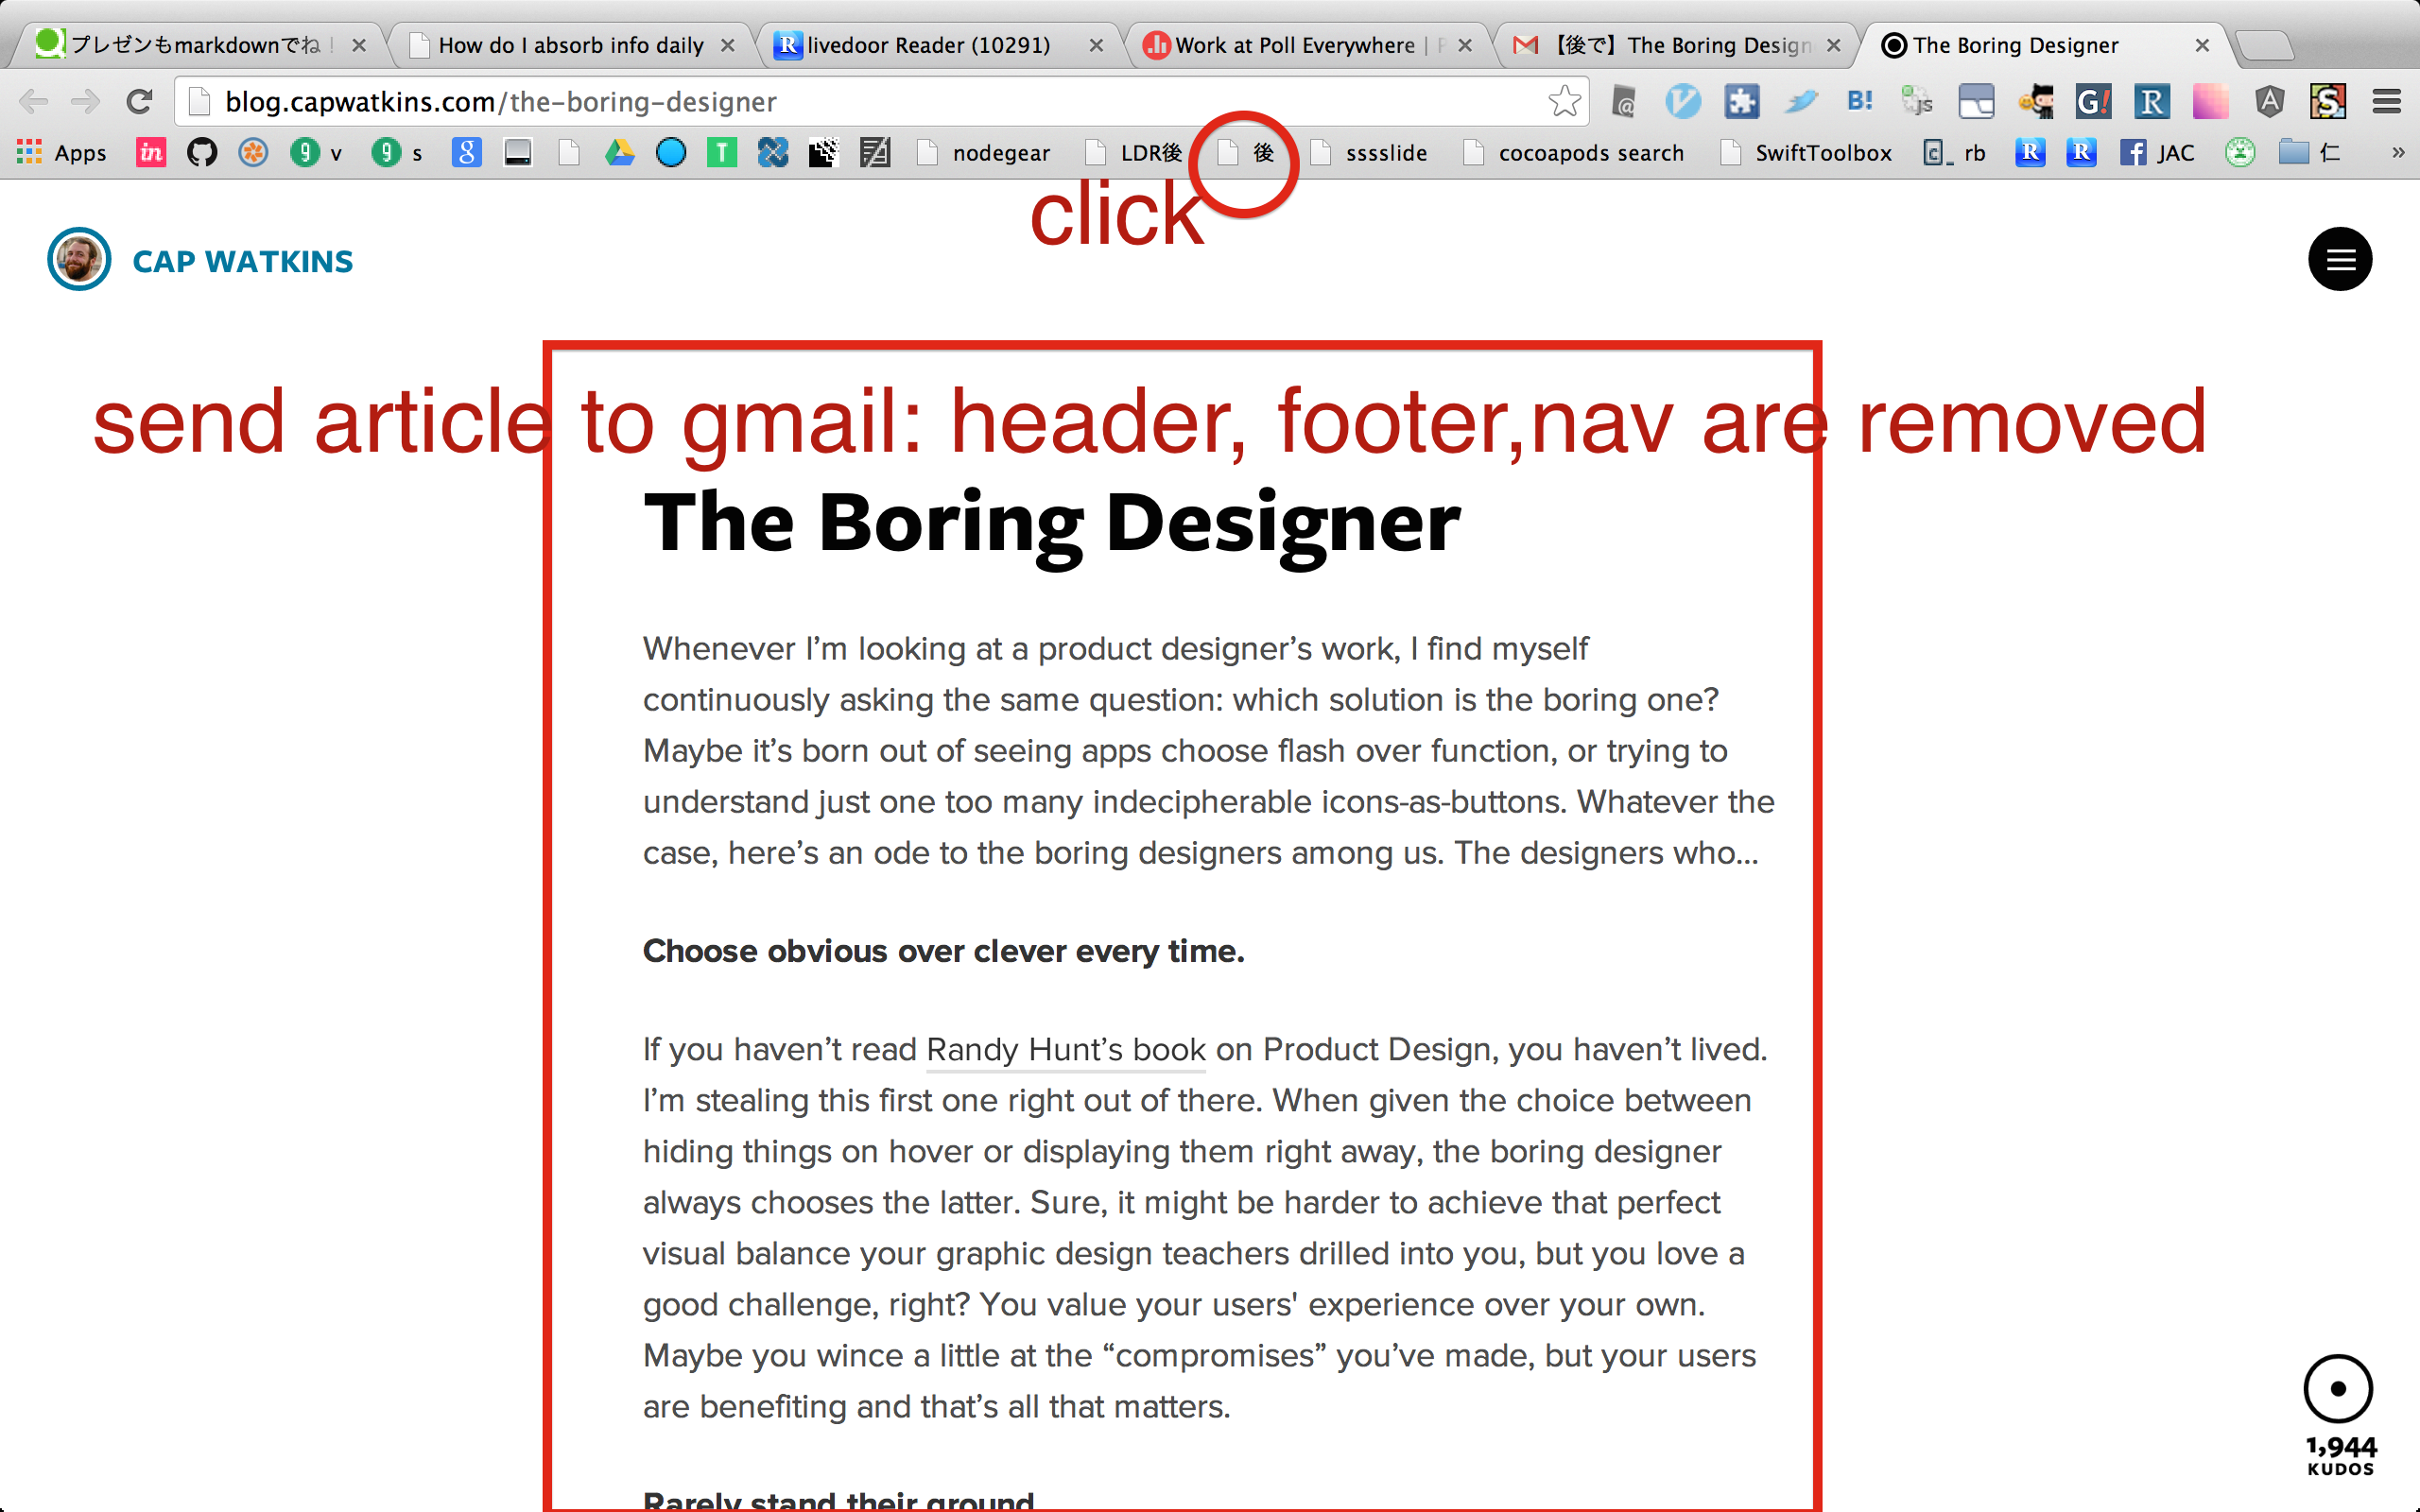 プレゼンもmarkdownでね！
How do I absorb info daily
livedoor Reader (10291)
Work at Poll Everywhere | P
【後で】The Boring Design
The Boring Designer
blog.capwatkins.com/the-boring-designer
Apps
v
s
nodegear
LDR後
後
sssslide
cocoapods search
SwiftToolbox
rb
JAC
仁
»
click
CAP WATKINS
send article to gmail: header, footer,nav are removed
The Boring Designer
Whenever I’m looking at a product designer’s work, I find myself
continuously asking the same question: which solution is the boring one?
Maybe it’s born out of seeing apps choose flash over function, or trying to
understand just one too many indecipherable icons-as-buttons. Whatever the
case, here’s an ode to the boring designers among us. The designers who…
Choose obvious over clever every time.
If you haven’t read Randy Hunt’s book on Product Design, you haven’t lived.
I’m stealing this first one right out of there. When given the choice between
hiding things on hover or displaying them right away, the boring designer
always chooses the latter. Sure, it might be harder to achieve that perfect
visual balance your graphic design teachers drilled into you, but you love a
good challenge, right? You value your users' experience over your own.
Maybe you wince a little at the “compromises” you’ve made, but your users
are benefiting and that’s all that matters.
Rarely stand their ground
1,944
KUDOS